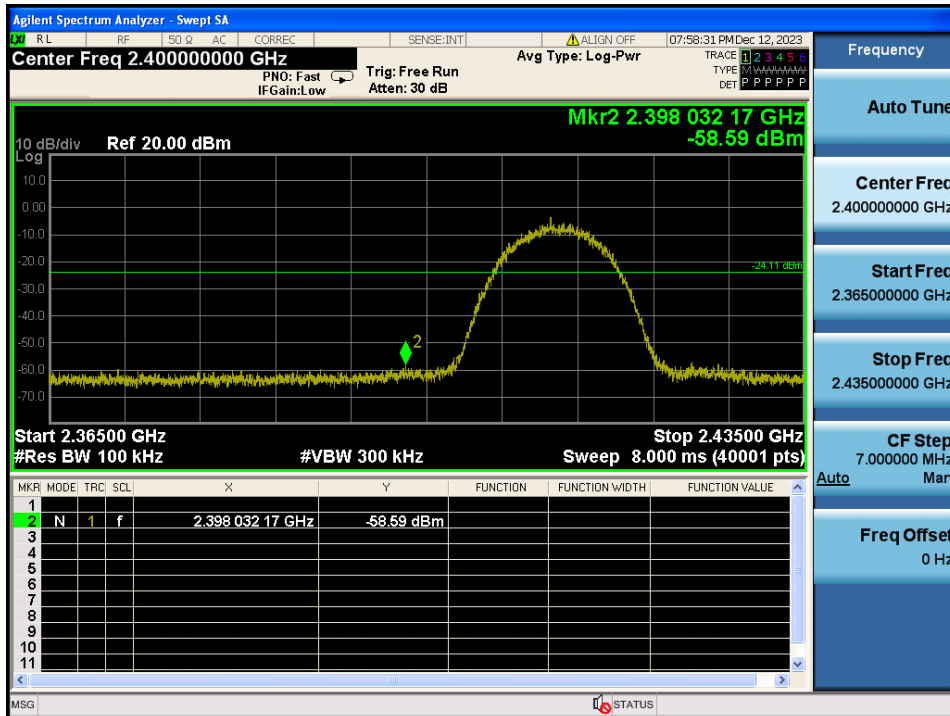 Agilent Spectrum Analyzer - Swept SA
LXI RL RF 50 Ω AC CORREC SENSE:INT ALIGN OFF 07:58:31 PM Dec 12, 2023
Center Freq 2.400000000 GHz
PNO: Fast
IFGain:Low
Trig: Free Run
Atten: 30 dB
Avg Type: Log-Pwr
TRACE 1 2 3 4 5 6
TYPE M
DET P P P P P P
Mkr2 2.398 032 17 GHz
-58.59 dBm
10 dB/div Ref 20.00 dBm
Log
10.0
0.00
-10.0
-20.0
-24.11 dBm
-30.0
-40.0
-50.0
2
-60.0
-70.0
Start 2.36500 GHz Stop 2.43500 GHz
#Res BW 100 kHz #VBW 300 kHz Sweep 8.000 ms (40001 pts)
MKR MODE TRC SCL X Y FUNCTION FUNCTION WIDTH FUNCTION VALUE
1
2 N 1 f 2.398 032 17 GHz -58.59 dBm
3
4
5
6
7
8
9
10
11
MSG STATUS
Frequency
Auto Tune
Center Freq
2.400000000 GHz
Start Freq
2.365000000 GHz
Stop Freq
2.435000000 GHz
CF Step
7.000000 MHz
Auto Man
Freq Offset
0 Hz